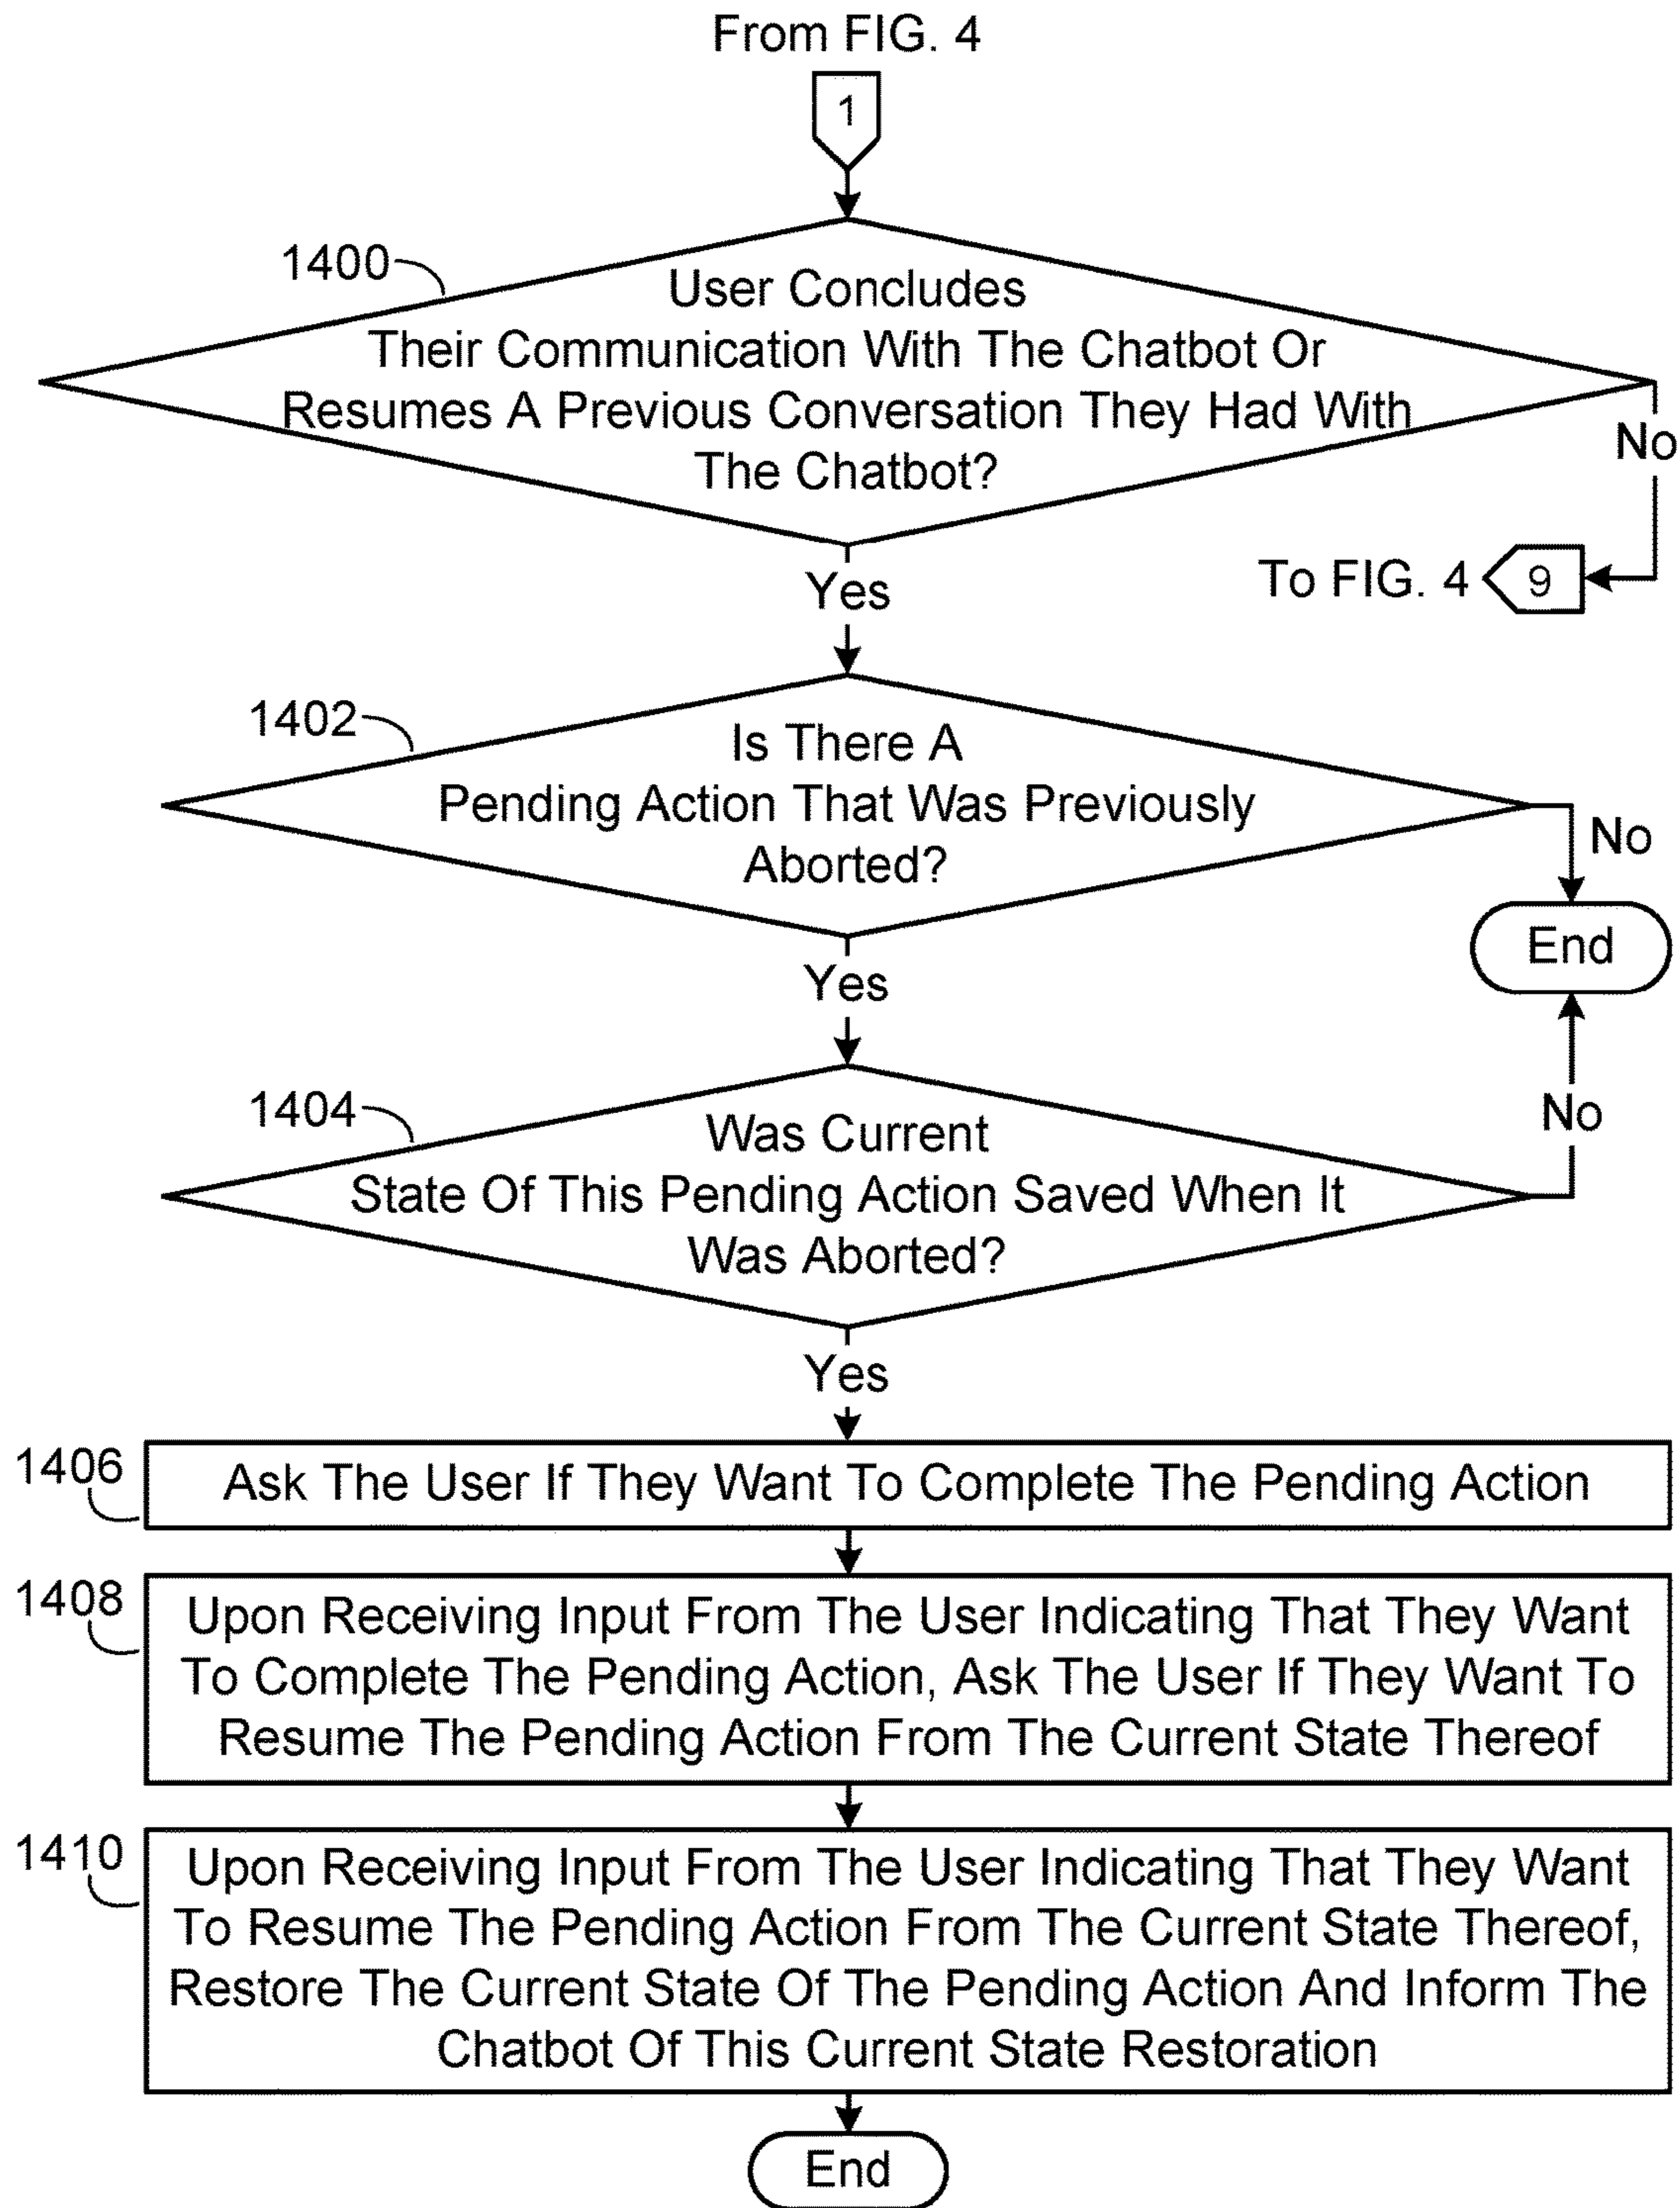 From FIG. 4
1
1400
User Concludes
Their Communication With The Chatbot Or
Resumes A Previous Conversation They Had With
The Chatbot?
No
Yes
To FIG. 4
9
1402
Is There A
Pending Action That Was Previously
Aborted?
No
End
Yes
1404
Was Current
State Of This Pending Action Saved When It
Was Aborted?
No
Yes
1406
Ask The User If They Want To Complete The Pending Action
1408
Upon Receiving Input From The User Indicating That They Want
To Complete The Pending Action, Ask The User If They Want To
Resume The Pending Action From The Current State Thereof
1410
Upon Receiving Input From The User Indicating That They Want
To Resume The Pending Action From The Current State Thereof,
Restore The Current State Of The Pending Action And Inform The
Chatbot Of This Current State Restoration
End